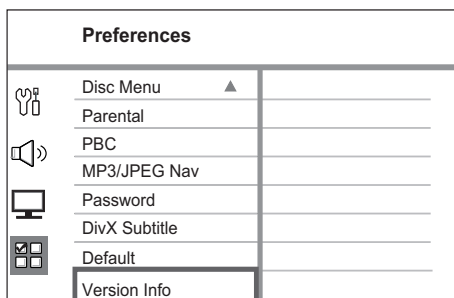 Preferences
Disc Menu
Parental
PBC
MP3/JPEG Nav
Password
DivX Subtitle
Default
Version Info